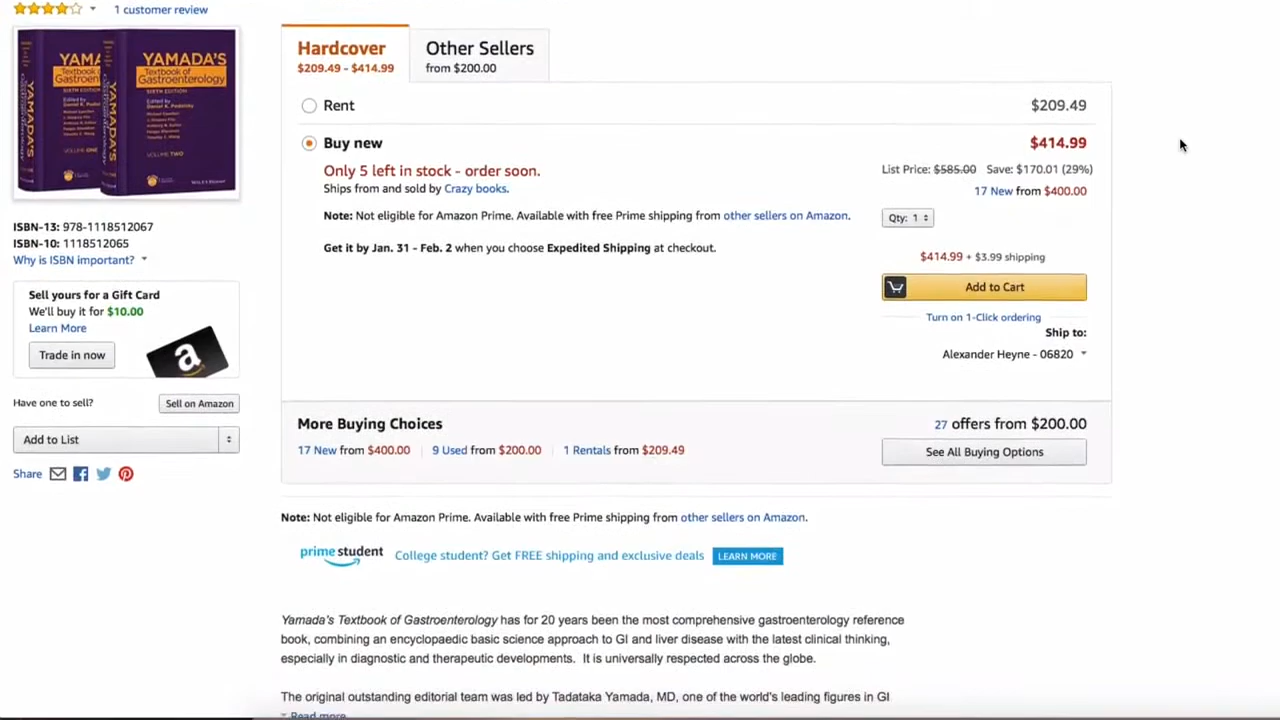 1 customer review
YAMADA'S
Textbook of
Gastroenterology
SIXTH EDITION
VOLUME ONE
VOLUME TWO
ISBN-13: 978-1118512067
ISBN-10: 1118512065
Why is ISBN important?
Sell yours for a Gift Card
We'll buy it for $10.00
Learn More
Trade in now
Have one to sell?
Sell on Amazon
Add to List
Share
Hardcover
$209.49 - $414.99
Other Sellers
from $200.00
Rent
$209.49
Buy new
$414.99
Only 5 left in stock - order soon.
List Price: $585.00 Save: $170.01 (29%)
Ships from and sold by Crazy books.
17 New from $400.00
Note: Not eligible for Amazon Prime. Available with free Prime shipping from other sellers on Amazon.
Qty: 1
Get it by Jan. 31 - Feb. 2 when you choose Expedited Shipping at checkout.
$414.99 + $3.99 shipping
Add to Cart
Turn on 1-Click ordering
Ship to:
Alexander Heyne - 06820
More Buying Choices
27 offers from $200.00
17 New from $400.00 | 9 Used from $200.00 | 1 Rentals from $209.49
See All Buying Options
Note: Not eligible for Amazon Prime. Available with free Prime shipping from other sellers on Amazon.
prime student
College student? Get FREE shipping and exclusive deals
LEARN MORE
Yamada's Textbook of Gastroenterology has for 20 years been the most comprehensive gastroenterology reference
book, combining an encyclopaedic basic science approach to GI and liver disease with the latest clinical thinking,
especially in diagnostic and therapeutic developments. It is universally respected across the globe.
The original outstanding editorial team was led by Tadataka Yamada, MD, one of the world's leading figures in GI
Read more